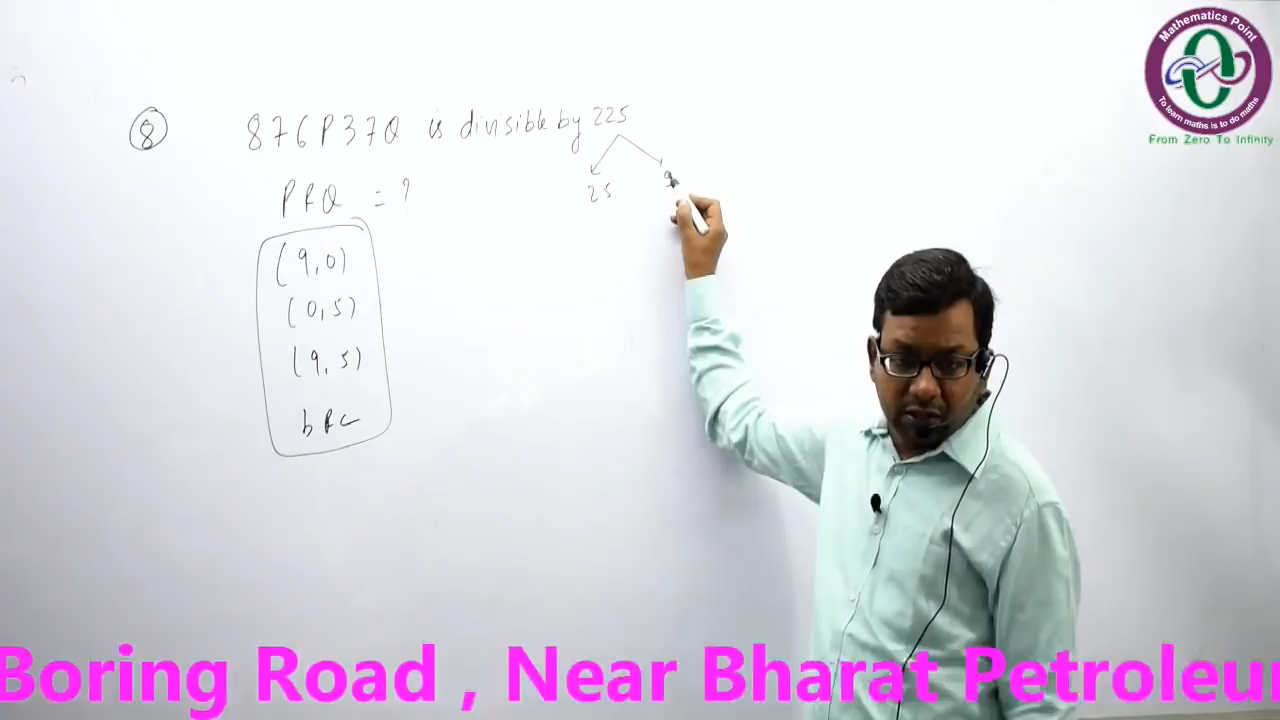 ⑧ 876P37Q is divisible by 225
P & Q = ?
25 9
(9,0)
(0,5)
(9,5)
b & c
Mathematics Point
To learn maths is to do maths
From Zero To Infinity
Boring Road , Near Bharat Petroleu